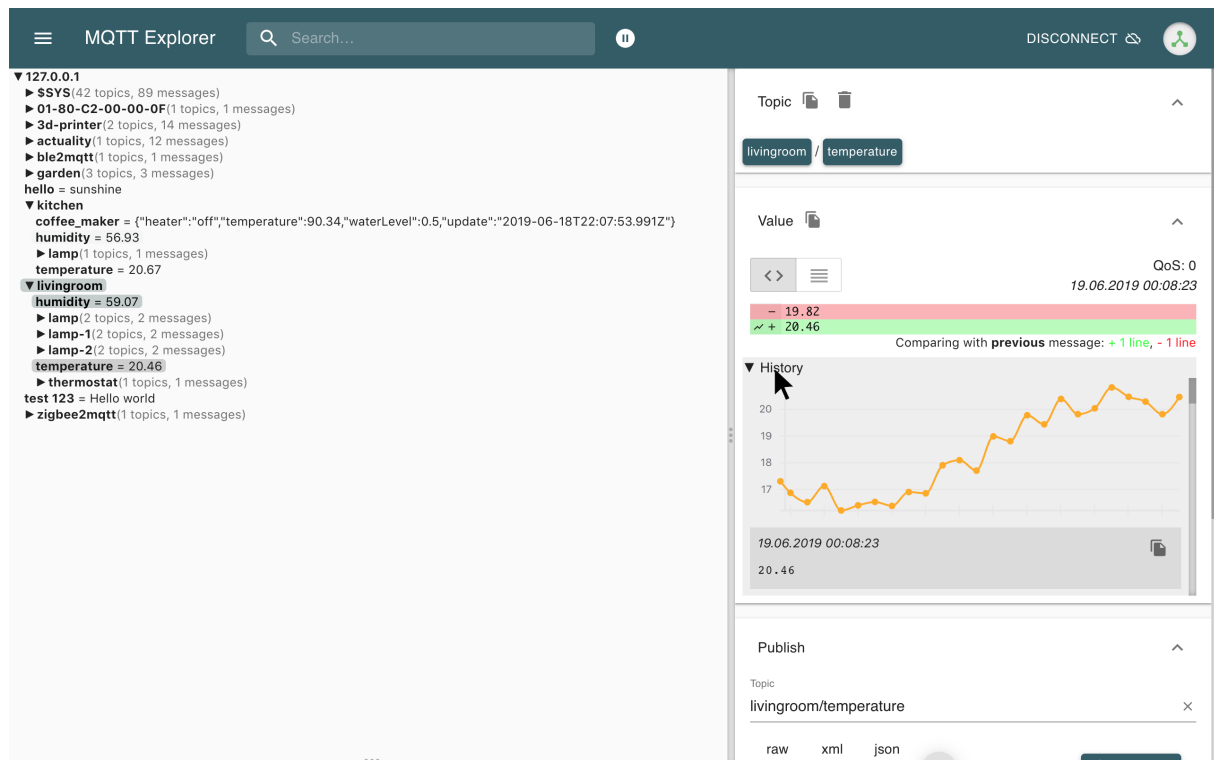 MQTT Explorer
Search...
DISCONNECT
▼ 127.0.0.1
▶ $SYS(42 topics, 89 messages)
▶ 01-80-C2-00-00-0F(1 topics, 1 messages)
▶ 3d-printer(2 topics, 14 messages)
▶ actuality(1 topics, 12 messages)
▶ ble2mqtt(1 topics, 1 messages)
▶ garden(3 topics, 3 messages)
hello = sunshine
▼ kitchen
coffee_maker = {"heater":"off","temperature":90.34,"waterLevel":0.5,"update":"2019-06-18T22:07:53.991Z"}
humidity = 56.93
▶ lamp(1 topics, 1 messages)
temperature = 20.67
▼ livingroom
humidity = 59.07
▶ lamp(2 topics, 2 messages)
▶ lamp-1(2 topics, 2 messages)
▶ lamp-2(2 topics, 2 messages)
temperature = 20.46
▶ thermostat(1 topics, 1 messages)
test 123 = Hello world
▶ zigbee2mqtt(1 topics, 1 messages)
Topic
livingroom / temperature
Value
QoS: 0
19.06.2019 00:08:23
- 19.82
+ 20.46
Comparing with previous message: + 1 line, - 1 line
▼ History
20
19
18
17
19.06.2019 00:08:23
20.46
Publish
Topic
livingroom/temperature
raw xml json